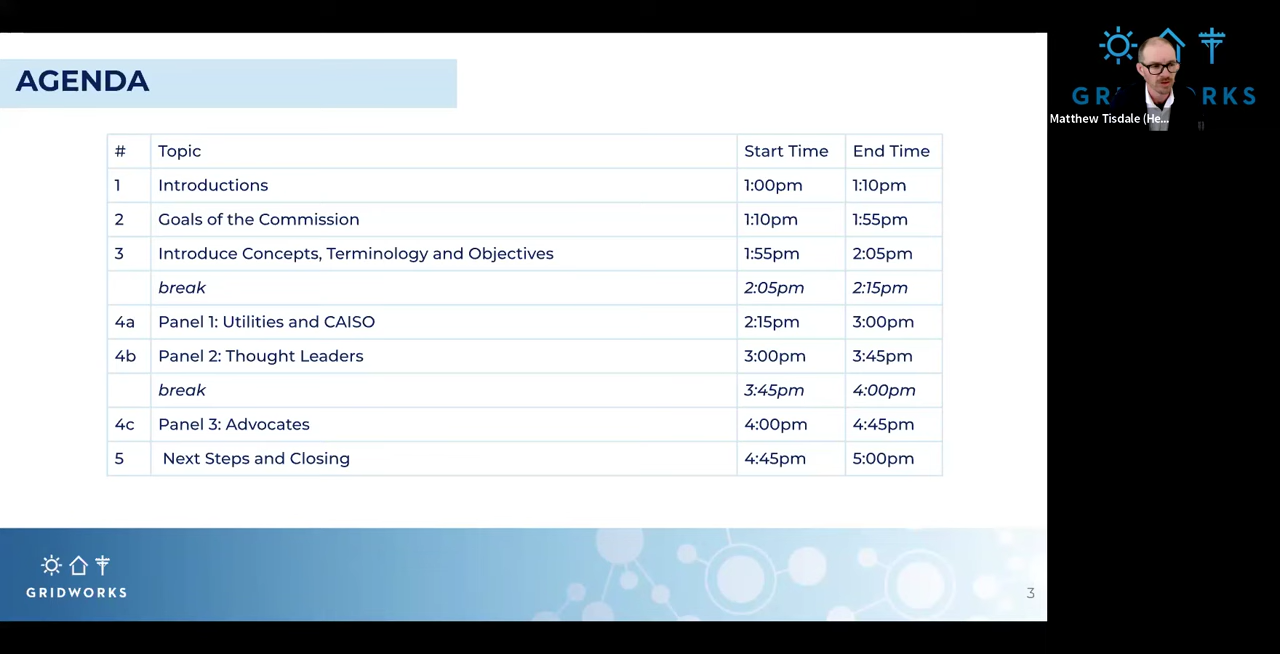 AGENDA
# Topic Start Time End Time
1 Introductions 1:00pm 1:10pm
2 Goals of the Commission 1:10pm 1:55pm
3 Introduce Concepts, Terminology and Objectives 1:55pm 2:05pm
break 2:05pm 2:15pm
4a Panel 1: Utilities and CAISO 2:15pm 3:00pm
4b Panel 2: Thought Leaders 3:00pm 3:45pm
break 3:45pm 4:00pm
4c Panel 3: Advocates 4:00pm 4:45pm
5 Next Steps and Closing 4:45pm 5:00pm
GRIDWORKS
3
GR RKS
Matthew Tisdale (He...